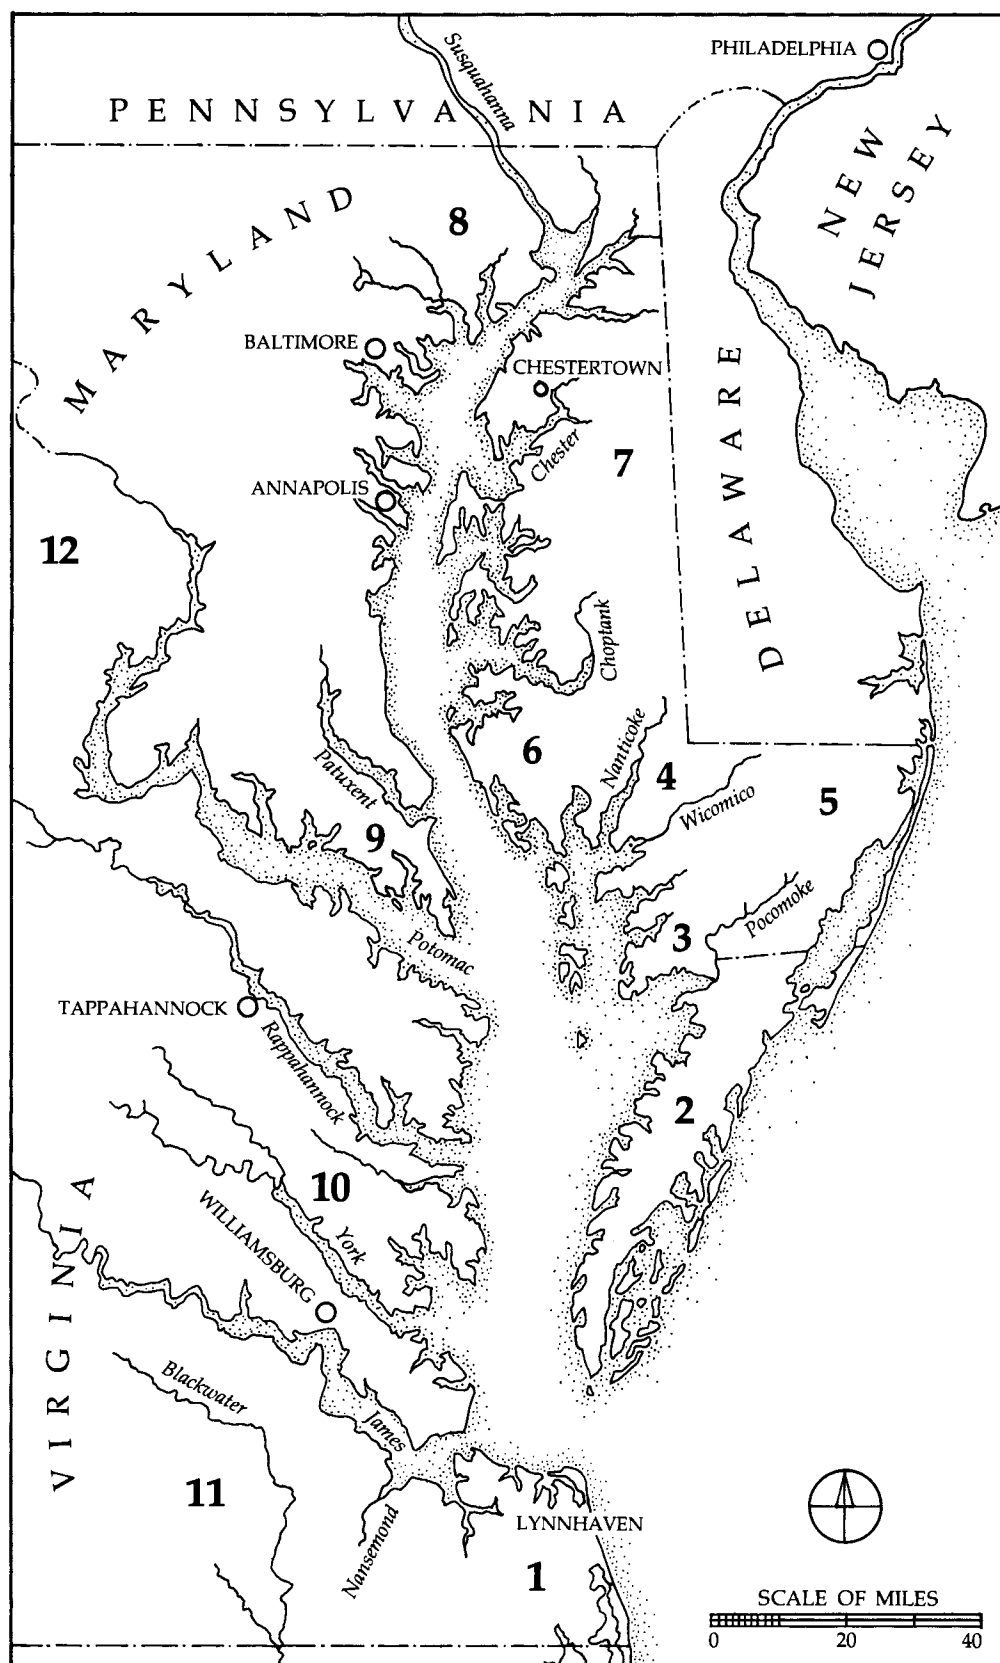 PHILADELPHIA
Susquahanna
PENNSYLVANIA
NEW JERSEY
MARYLAND
8
BALTIMORE
CHESTERTOWN
DELAWARE
Chester
7
ANNAPOLIS
12
Choptank
6
Nanticoke
4
Wicomico
5
Patuxent
9
Pocomoke
3
Potomac
TAPPAHANNOCK
Rappahannock
2
10
VIRGINIA
WILLIAMSBURG
York
Blackwater
James
11
Nansemond
LYNNHAVEN
1
SCALE OF MILES
0 20 40